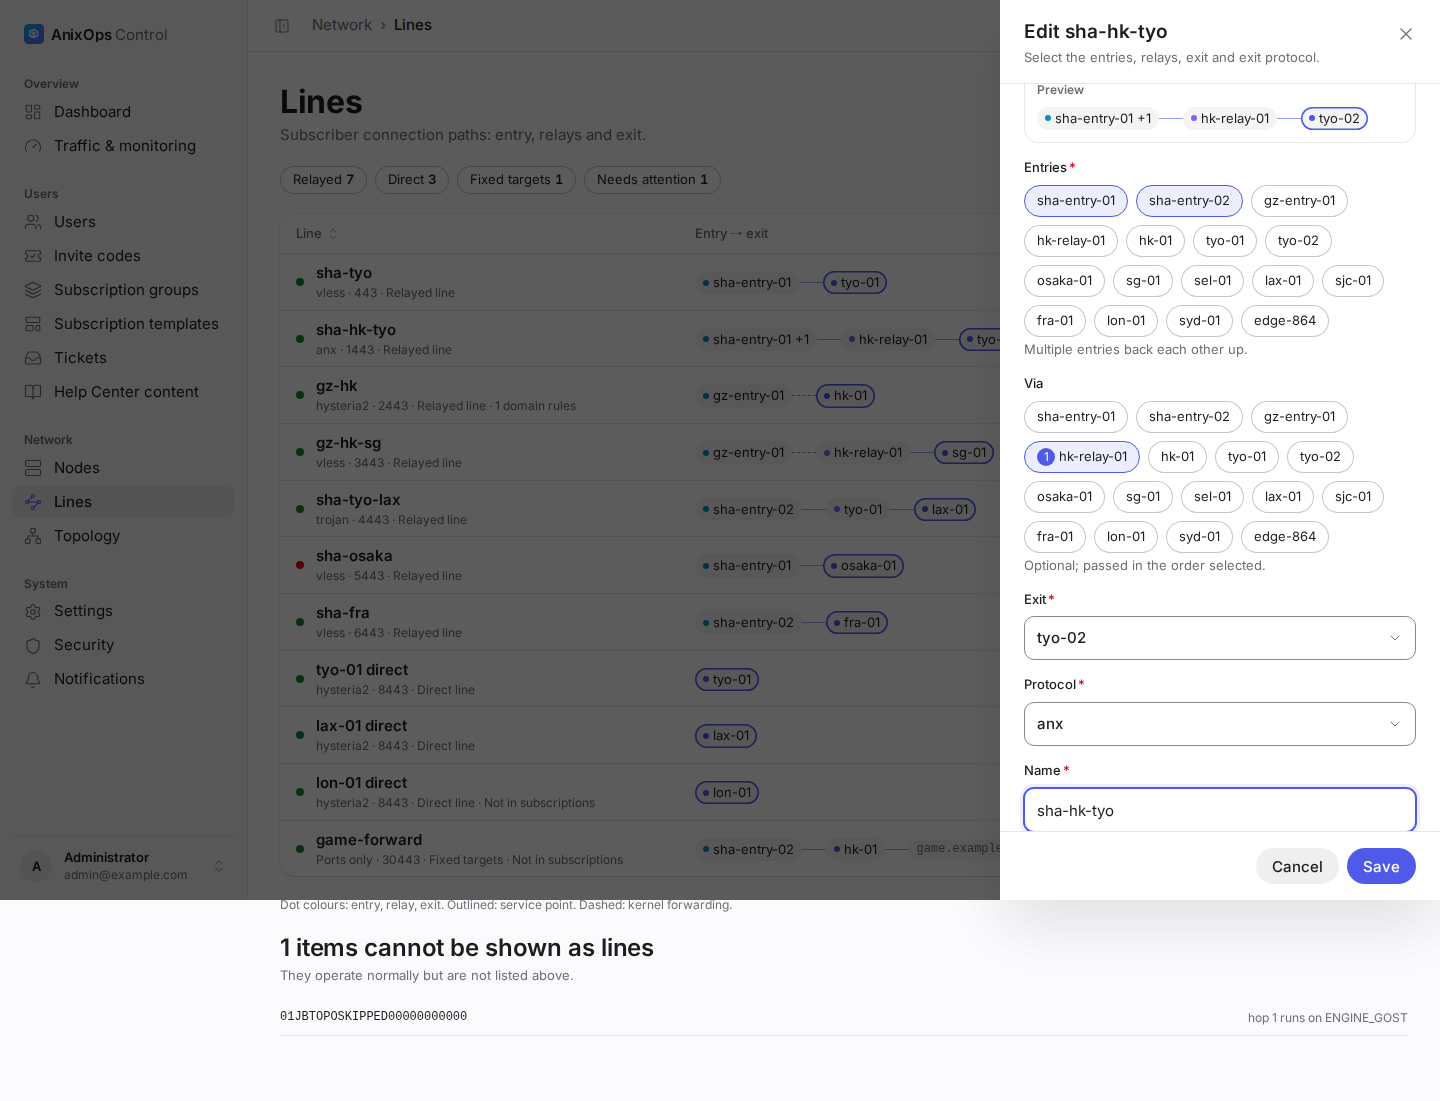 AnixOps Control
Overview
Dashboard
Traffic & monitoring
Users
Users
Invite codes
Subscription groups
Subscription templates
Tickets
Help Center content
Network
Nodes
Lines
Topology
System
Settings
Security
Notifications
A
Administrator
admin@example.com
Network › Lines
Lines
Subscriber connection paths: entry, relays and exit.
Relayed 7 Direct 3 Fixed targets 1 Needs attention 1
Line Entry → exit
sha-tyo
vless · 443 · Relayed line
sha-entry-01 tyo-01
sha-hk-tyo
anx · 1443 · Relayed line
sha-entry-01 +1 hk-relay-01 tyo-
gz-hk
hysteria2 · 2443 · Relayed line · 1 domain rules
gz-entry-01 hk-01
gz-hk-sg
vless · 3443 · Relayed line
gz-entry-01 hk-relay-01 sg-01
sha-tyo-lax
trojan · 4443 · Relayed line
sha-entry-02 tyo-01 lax-01
sha-osaka
vless · 5443 · Relayed line
sha-entry-01 osaka-01
sha-fra
vless · 6443 · Relayed line
sha-entry-02 fra-01
tyo-01 direct
hysteria2 · 8443 · Direct line
tyo-01
lax-01 direct
hysteria2 · 8443 · Direct line
lax-01
lon-01 direct
hysteria2 · 8443 · Direct line · Not in subscriptions
lon-01
game-forward
Ports only · 30443 · Fixed targets · Not in subscriptions
sha-entry-02 hk-01 game.example
Dot colours: entry, relay, exit. Outlined: service point. Dashed: kernel forwarding.
1 items cannot be shown as lines
They operate normally but are not listed above.
01JBTOPOSKIPPED00000000000 hop 1 runs on ENGINE_GOST
Edit sha-hk-tyo
Select the entries, relays, exit and exit protocol.
Preview
sha-entry-01 +1 hk-relay-01 tyo-02
Entries *
sha-entry-01 sha-entry-02 gz-entry-01
hk-relay-01 hk-01 tyo-01 tyo-02
osaka-01 sg-01 sel-01 lax-01 sjc-01
fra-01 lon-01 syd-01 edge-864
Multiple entries back each other up.
Via
sha-entry-01 sha-entry-02 gz-entry-01
1 hk-relay-01 hk-01 tyo-01 tyo-02
osaka-01 sg-01 sel-01 lax-01 sjc-01
fra-01 lon-01 syd-01 edge-864
Optional; passed in the order selected.
Exit *
tyo-02
Protocol *
anx
Name *
sha-hk-tyo
Cancel Save